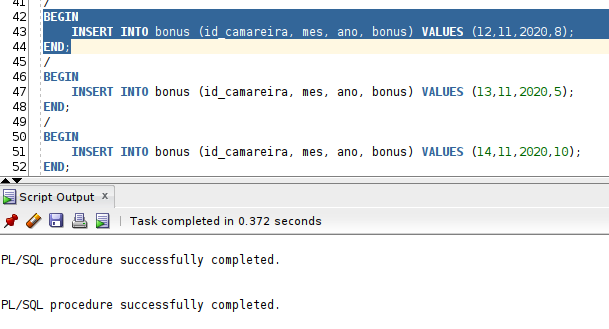 41 /
42 BEGIN
43 INSERT INTO bonus (id_camareira, mes, ano, bonus) VALUES (12,11,2020,8);
44 END;
45 /
46 BEGIN
47 INSERT INTO bonus (id_camareira, mes, ano, bonus) VALUES (13,11,2020,5);
48 END;
49 /
50 BEGIN
51 INSERT INTO bonus (id_camareira, mes, ano, bonus) VALUES (14,11,2020,10);
52 END;
Script Output x
Task completed in 0.372 seconds
PL/SQL procedure successfully completed.
PL/SQL procedure successfully completed.